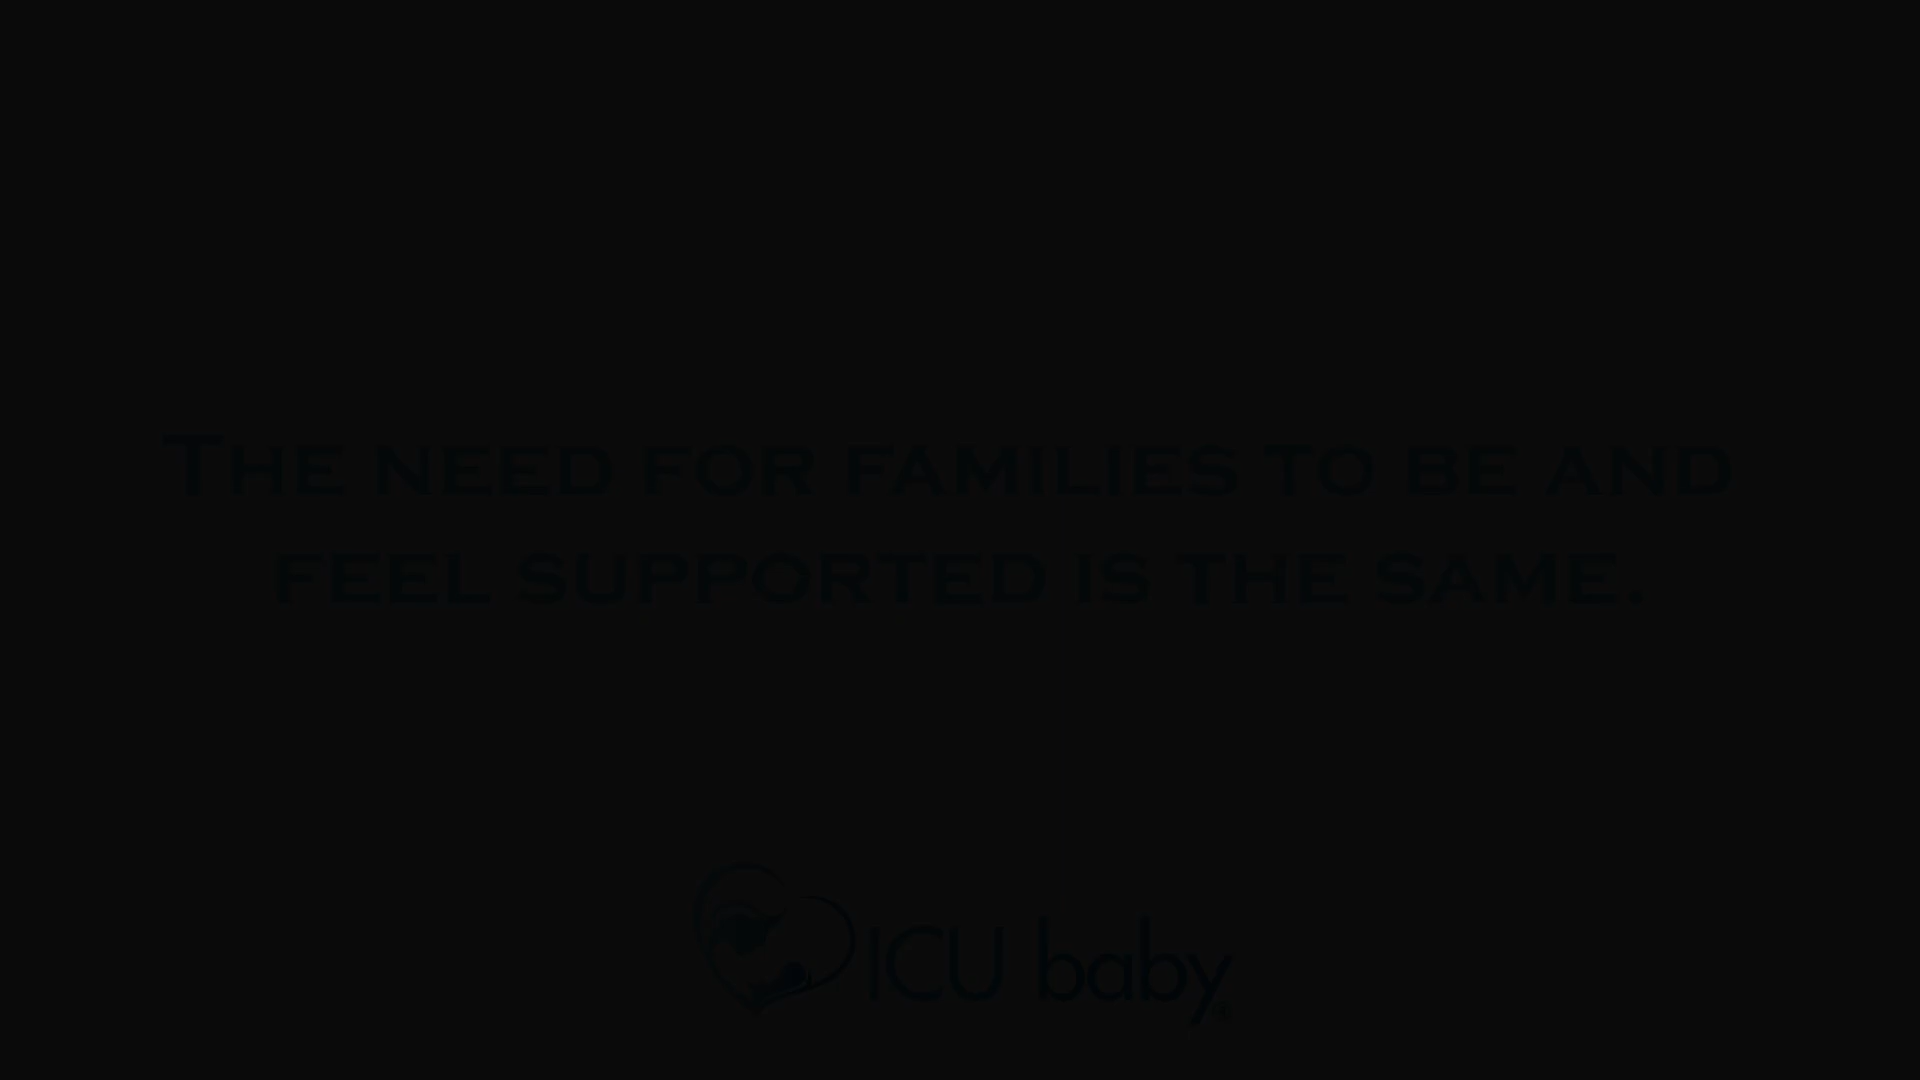 The need for families to be and
feel supported is the same.
ICU baby